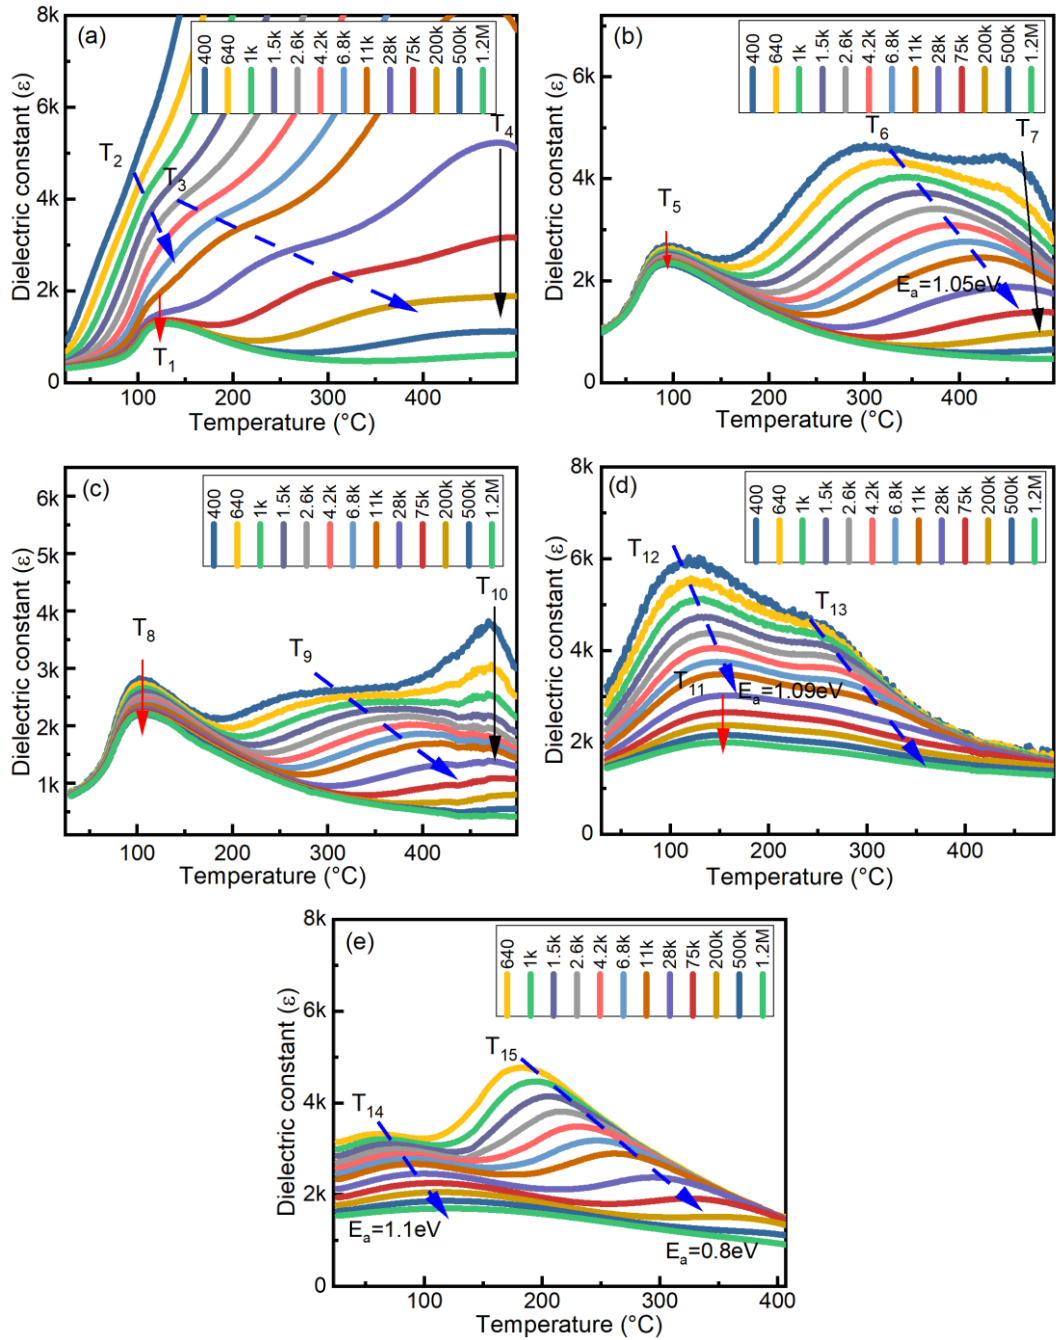 (a)
400 640 1k 1.5k 2.6k 4.2k 6.8k 11k 28k 75k 200k 500k 1.2M
8k
6k
4k
2k
0
Dielectric constant (ε)
T2
T3
T4
T1
100 200 300 400
Temperature (°C)
(b)
400 640 1k 1.5k 2.6k 4.2k 6.8k 11k 28k 75k 200k 500k 1.2M
6k
4k
2k
0
Dielectric constant (ε)
T6
T7
T5
Ea=1.05eV
100 200 300 400
Temperature (°C)
(c)
400 640 1k 1.5k 2.6k 4.2k 6.8k 11k 28k 75k 200k 500k 1.2M
6k
5k
4k
3k
2k
1k
Dielectric constant (ε)
T10
T8
T9
100 200 300 400
Temperature (°C)
(d)
400 640 1k 1.5k 2.6k 4.2k 6.8k 11k 28k 75k 200k 500k 1.2M
8k
6k
4k
2k
0
Dielectric constant (ε)
T12
T13
T11
Ea=1.09eV
100 200 300 400
Temperature (°C)
(e)
640 1k 1.5k 2.6k 4.2k 6.8k 11k 28k 75k 200k 500k 1.2M
8k
6k
4k
2k
0
Dielectric constant (ε)
T15
T14
Ea=1.1eV
Ea=0.8eV
100 200 300 400
Temperature (°C)